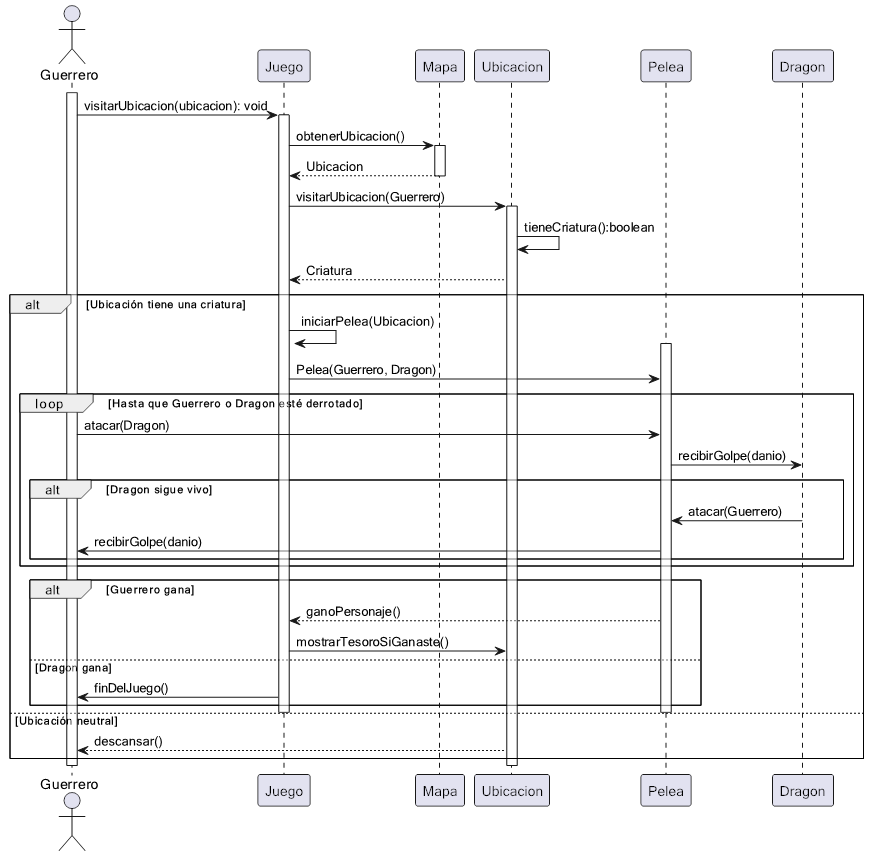 Guerrero
Juego
Mapa
Ubicacion
Pelea
Dragon
visitarUbicacion(ubicacion): void
obtenerUbicacion()
Ubicacion
visitarUbicacion(Guerrero)
tieneCriatura():boolean
Criatura
alt [Ubicación tiene una criatura]
iniciarPelea(Ubicacion)
Pelea(Guerrero, Dragon)
loop [Hasta que Guerrero o Dragon esté derrotado]
atacar(Dragon)
recibirGolpe(danio)
alt [Dragon sigue vivo]
atacar(Guerrero)
recibirGolpe(danio)
alt [Guerrero gana]
ganoPersonaje()
mostrarTesoroSiGanaste()
[Dragon gana]
finDelJuego()
[Ubicación neutral]
descansar()
Guerrero
Juego
Mapa
Ubicacion
Pelea
Dragon